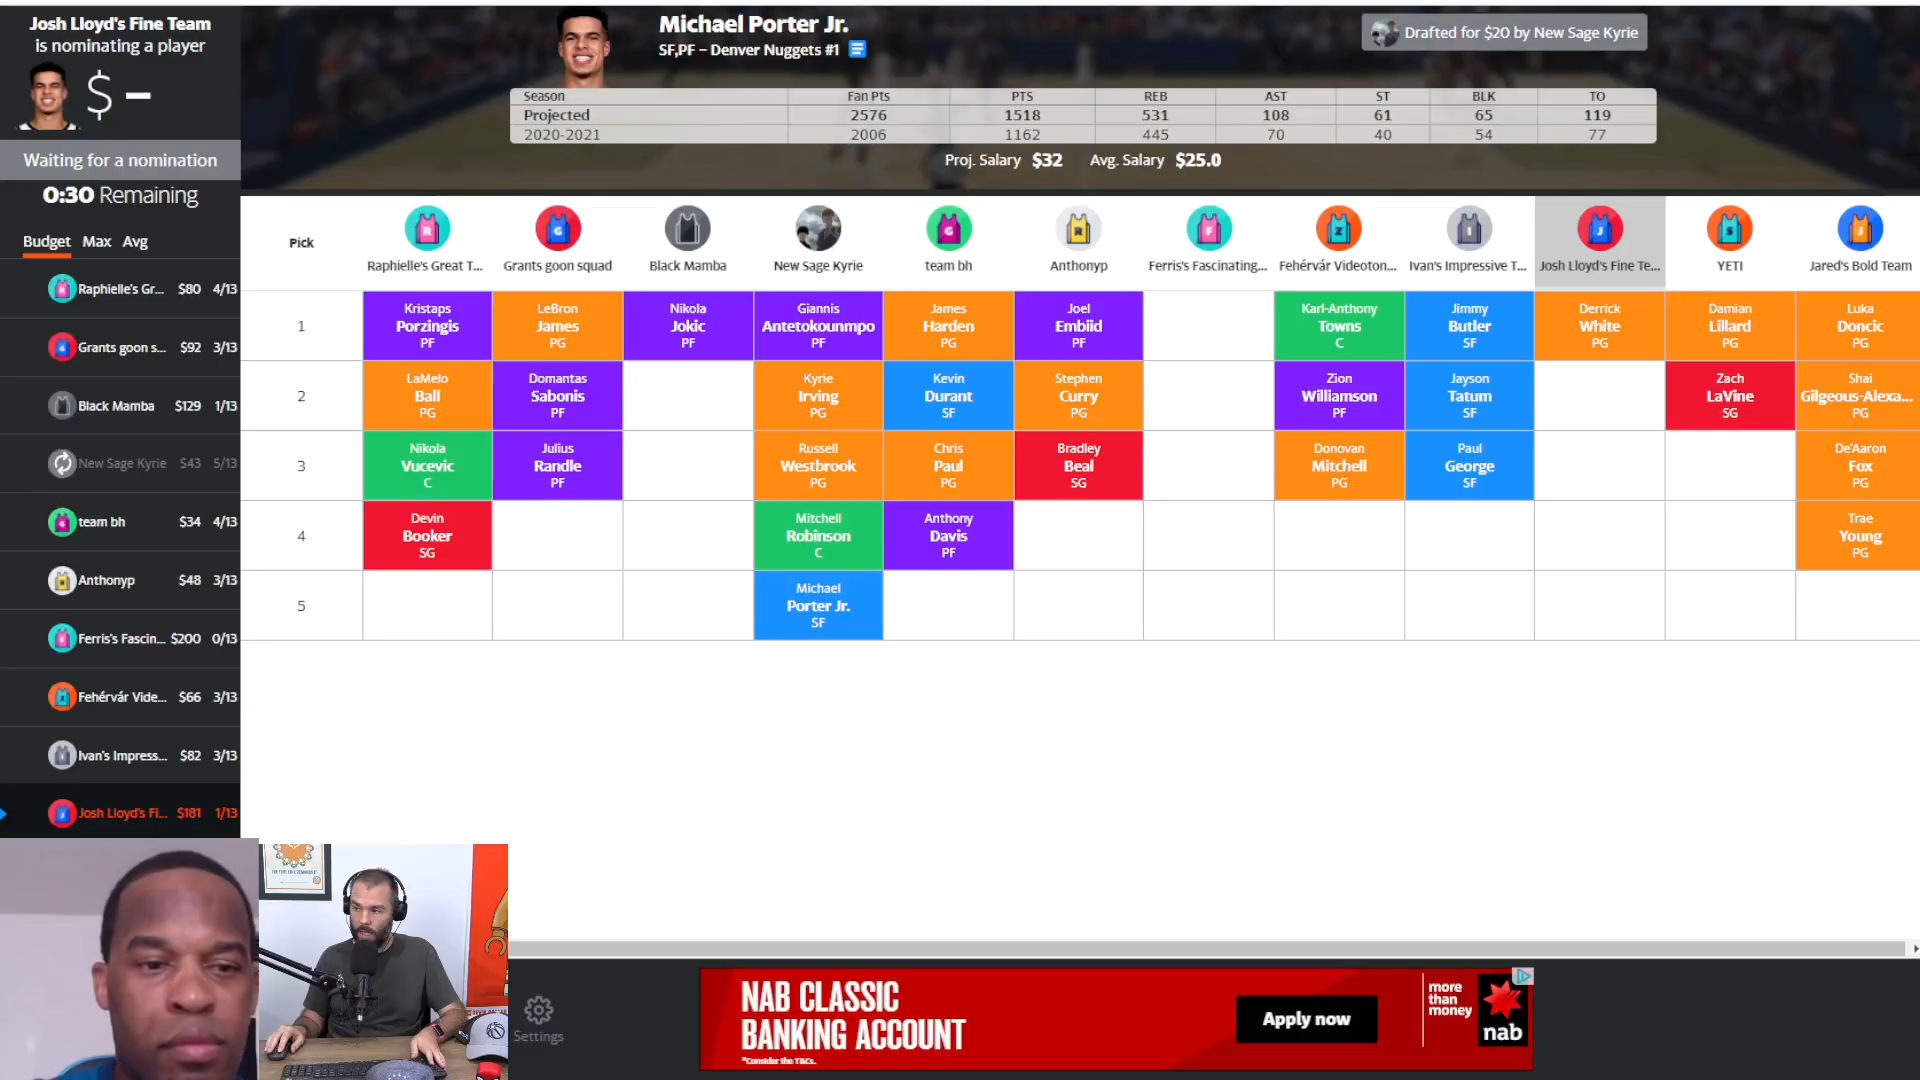 Josh Lloyd's Fine Team
is nominating a player
$ –
Waiting for a nomination
0:30 Remaining
Budget Max Avg
Raphielle's Gr... $80 4/13
Grants goon s... $92 3/13
Black Mamba $129 1/13
New Sage Kyrie $43 5/13
team bh $34 4/13
Anthonyp $48 3/13
Ferris's Fascin... $200 0/13
Fehérvár Vide... $66 3/13
Ivan's Impress... $82 3/13
Josh Lloyd's Fi... $181 1/13
Michael Porter Jr.
SF,PF – Denver Nuggets #1
Drafted for $20 by New Sage Kyrie
Season Fan Pts PTS REB AST ST BLK TO
Projected 2576 1518 531 108 61 65 119
2020-2021 2006 1162 445 70 40 54 77
Proj. Salary $32 Avg. Salary $25.0
R G G R F Z I J S J
Pick Raphielle's Great T... Grants goon squad Black Mamba New Sage Kyrie team bh Anthonyp Ferris's Fascinating... Fehérvár Videoton... Ivan's Impressive T... Josh Lloyd's Fine Te... YETI Jared's Bold Team
Kristaps LeBron Nikola Giannis James Joel Karl-Anthony Jimmy Derrick Damian Luka
1 Porzingis James Jokic Antetokounmpo Harden Embiid Towns Butler White Lillard Doncic
PF PG PF PF PG PF C SF PG PG PG
LaMelo Domantas Kyrie Kevin Stephen Zion Jayson Zach Shai
2 Ball Sabonis Irving Durant Curry Williamson Tatum LaVine Gilgeous-Alexa...
PG PF PG SF PG PF SF SG PG
Nikola Julius Russell Chris Bradley Donovan Paul De'Aaron
3 Vucevic Randle Westbrook Paul Beal Mitchell George Fox
C PF PG PG SG PG SF PG
Devin Mitchell Anthony Trae
4 Booker Robinson Davis Young
SG C PF PG
Michael
5 Porter Jr.
SF
Settings
NAB CLASSIC
BANKING ACCOUNT
*Consider the T&Cs.
Apply now
more
than
money
nab